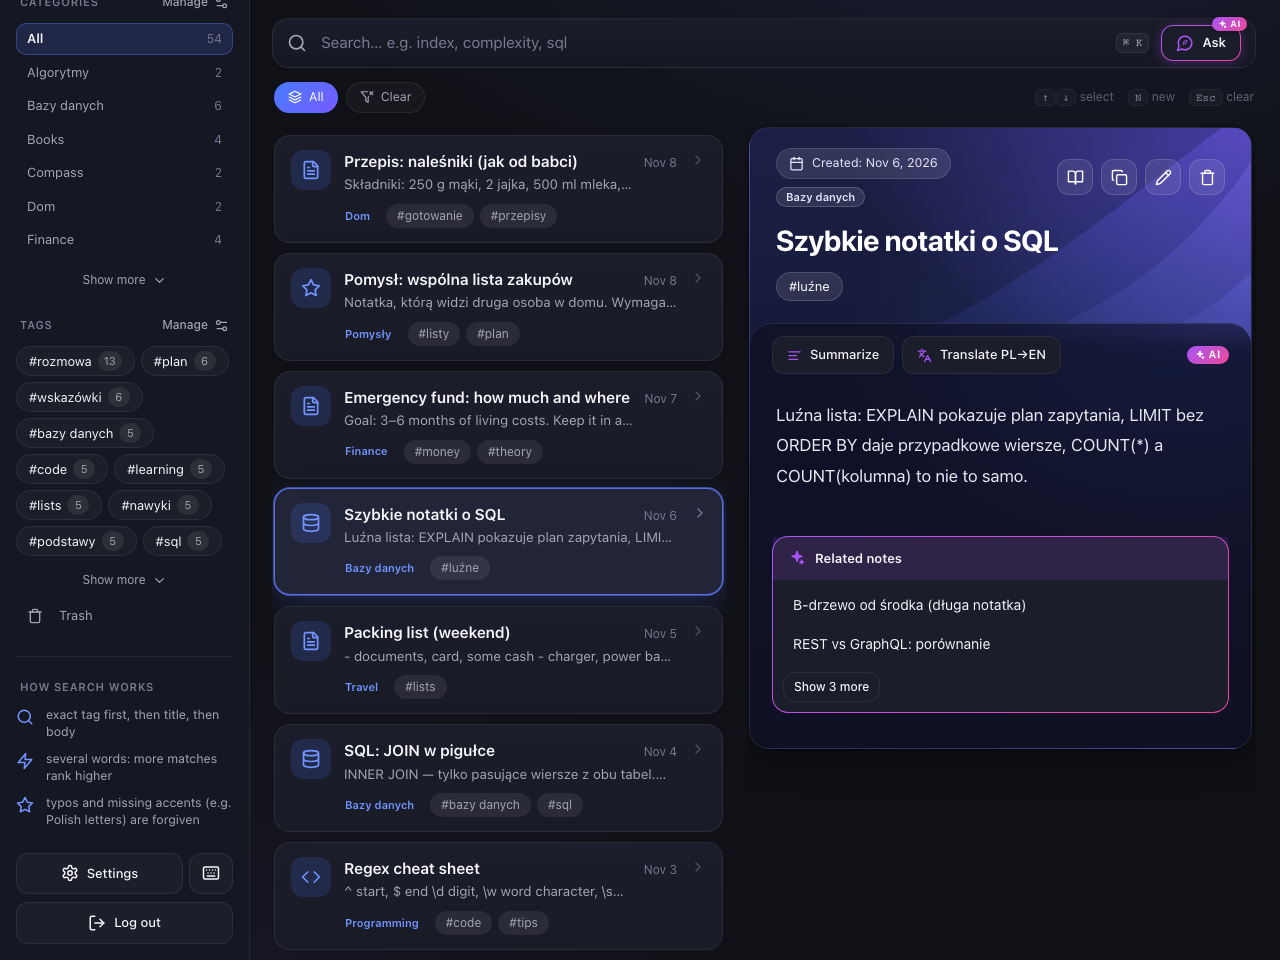 CATEGORIES
Manage
All 54
Algorytmy 2
Bazy danych 6
Books 4
Compass 2
Dom 2
Finance 4
Show more
TAGS
Manage
#rozmowa 13 #plan 6
#wskazówki 6
#bazy danych 5
#code 5 #learning 5
#lists 5 #nawyki 5
#podstawy 5 #sql 5
Show more
Trash
HOW SEARCH WORKS
exact tag first, then title, then
body
several words: more matches
rank higher
typos and missing accents (e.g.
Polish letters) are forgiven
Settings
Log out
Search... e.g. index, complexity, sql
⌘ K
AI
Ask
All
Clear
↑ ↓ select N new Esc clear
Przepis: naleśniki (jak od babci) Nov 8
Składniki: 250 g mąki, 2 jajka, 500 ml mleka,...
Dom #gotowanie #przepisy
Pomysł: wspólna lista zakupów Nov 8
Notatka, którą widzi druga osoba w domu. Wymaga...
Pomysły #listy #plan
Emergency fund: how much and where Nov 7
Goal: 3–6 months of living costs. Keep it in a...
Finance #money #theory
Szybkie notatki o SQL Nov 6
Luźna lista: EXPLAIN pokazuje plan zapytania, LIMI...
Bazy danych #luźne
Packing list (weekend) Nov 5
- documents, card, some cash - charger, power ba...
Travel #lists
SQL: JOIN w pigułce Nov 4
INNER JOIN — tylko pasujące wiersze z obu tabel....
Bazy danych #bazy danych #sql
Regex cheat sheet Nov 3
^ start, $ end \d digit, \w word character, \s...
Programming #code #tips
Created: Nov 6, 2026
Bazy danych
Szybkie notatki o SQL
#luźne
Summarize
Translate PL→EN
AI
Luźna lista: EXPLAIN pokazuje plan zapytania, LIMIT bez
ORDER BY daje przypadkowe wiersze, COUNT(*) a
COUNT(kolumna) to nie to samo.
Related notes
B-drzewo od środka (długa notatka)
REST vs GraphQL: porównanie
Show 3 more